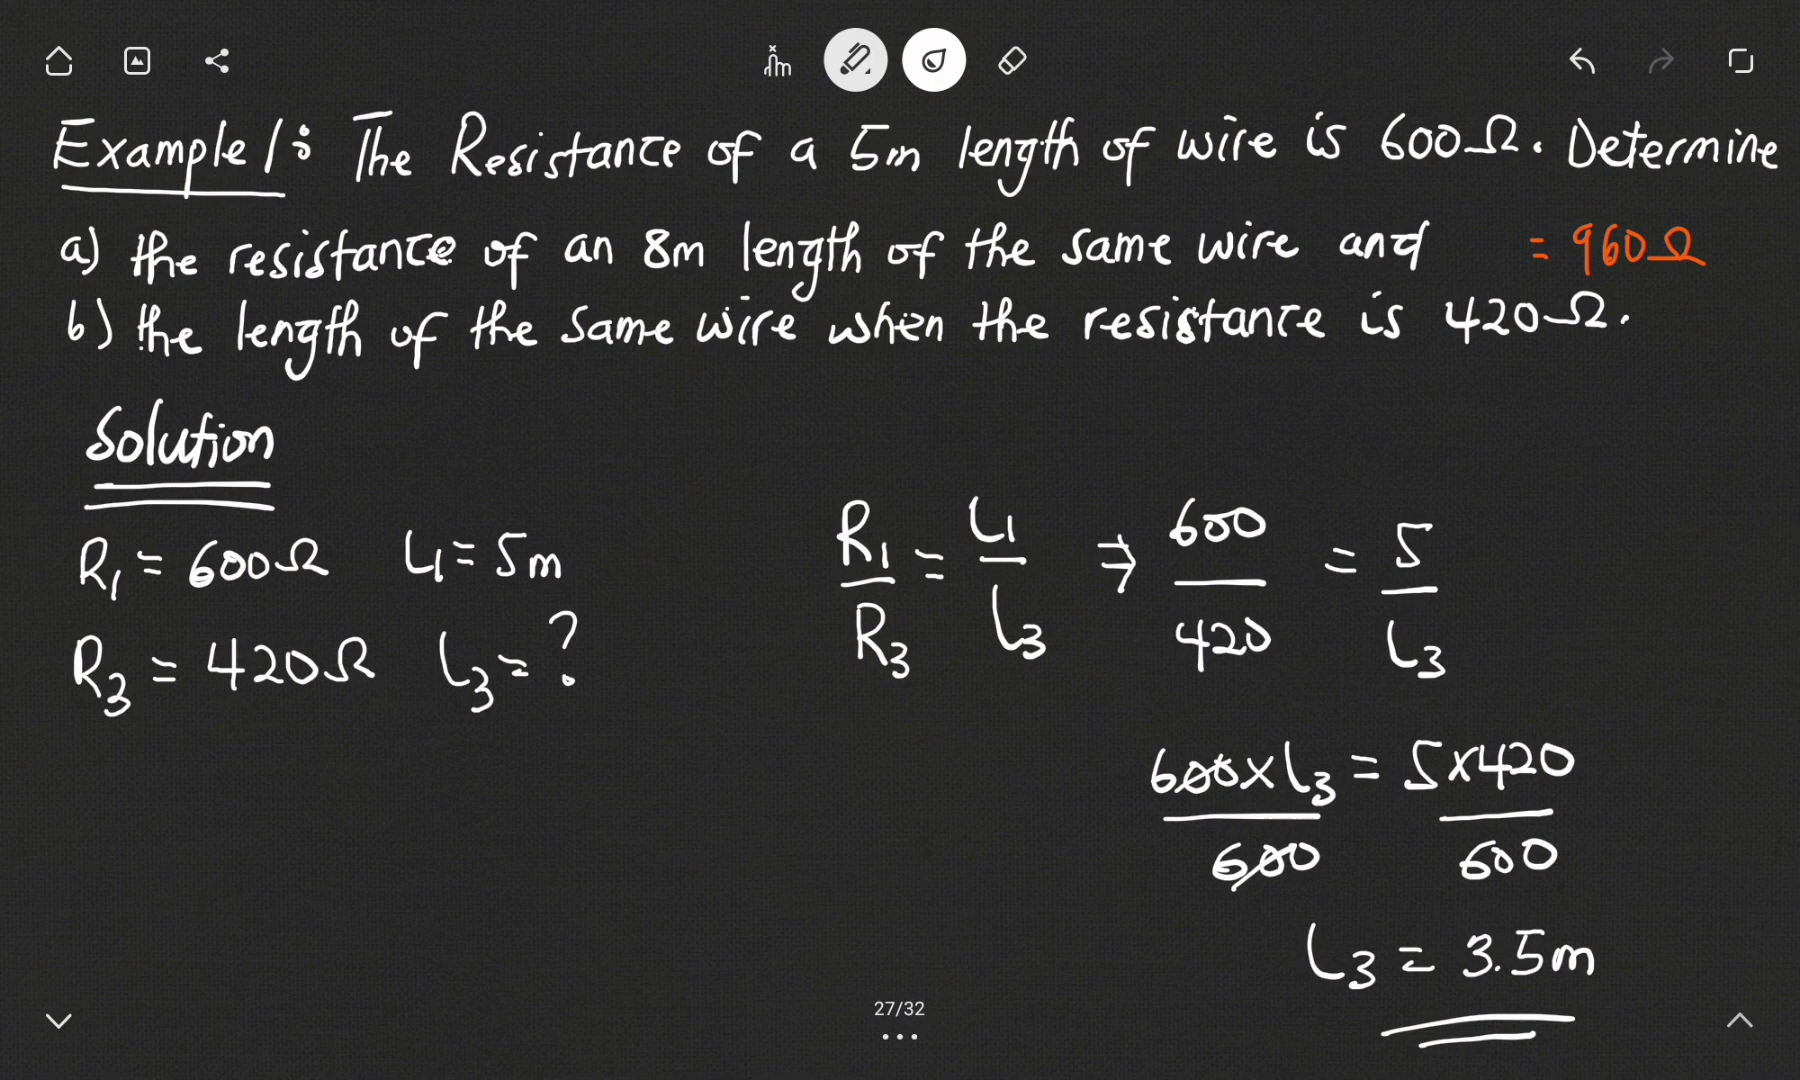 Example 1: The Resistance of a 5m length of wire is 600Ω. Determine
a) the resistance of an 8m length of the same wire and = 960Ω
b) the length of the same wire when the resistance is 420Ω.
Solution
R₁ = 600Ω L₁ = 5m
R₃ = 420Ω L₃ = ?
R₁/R₃ = L₁/L₃ ⇒ 600/420 = 5/L₃
600×L₃/600 = 5×420/600
L₃ = 3.5m
27/32